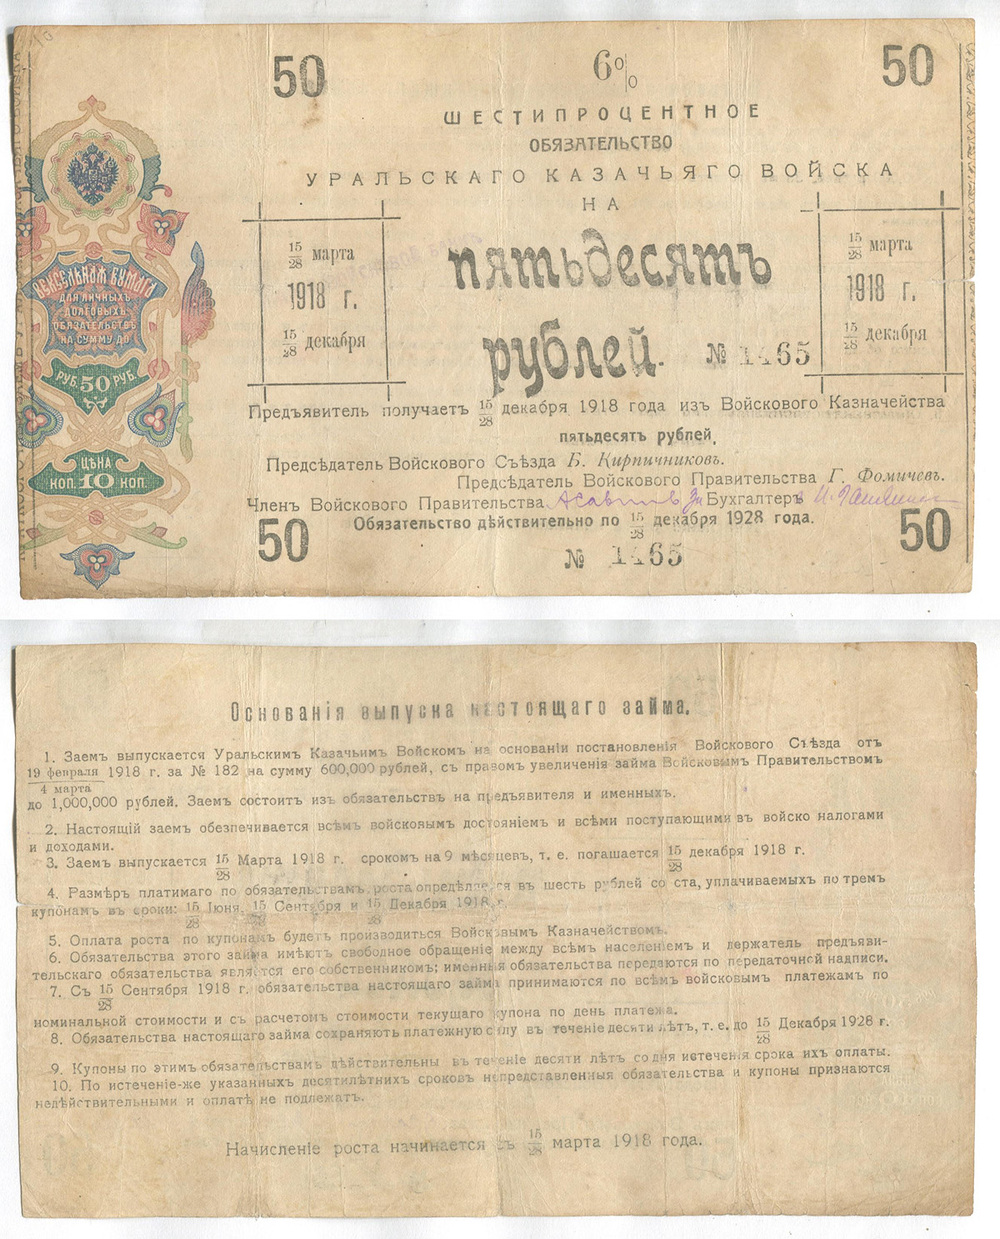 50
6%
50
ШЕСТИПРОЦЕНТНОЕ
ОБЯЗАТЕЛЬСТВО
УРАЛЬСКАГО КАЗАЧЬЯГО ВОЙСКА
НА
15/28 марта
1918 г.
15/28 декабря
пятьдесятъ
рублей.
№ 1465
15/28 марта
1918 г.
15/28 декабря
ВЕКСЕЛЬНАЯ БУМАГА
ДЛЯ ЛИЧНЫХЪ
ДОЛГОВЫХЪ
ОБЯЗАТЕЛЬСТВЪ
НА СУММУ ДО
РУБ. 50 РУБ.
ЦѢНА
КОП. 10 КОП.
Предъявитель получаетъ 15/28 декабря 1918 года изъ Войскового Казначейства
пятьдесятъ рублей.
Предсѣдатель Войскового Съѣзда Б. Кирпичниковъ.
Предсѣдатель Войскового Правительства Г. Фомичевъ.
Членъ Войскового Правительства Бухгалтеръ
Обязательство дѣйствительно по 15/28 декабря 1928 года.
50
№ 1465
50
Основанія выпуска настоящаго займа.
1. Заемъ выпускается Уральскимъ Казачьимъ Войскомъ на основаніи постановленія Войскового Съѣзда отъ
19 февраля/4 марта 1918 г. за № 182 на сумму 600,000 рублей, съ правомъ увеличенія займа Войсковымъ Правительствомъ
до 1,000,000 рублей. Заемъ состоитъ изъ обязательствъ на предъявителя и именныхъ.
2. Настоящій заемъ обезпечивается всѣмъ войсковымъ достояніемъ и всѣми поступающими въ войско налогами
и доходами.
3. Заемъ выпускается 15/28 Марта 1918 г. срокомъ на 9 мѣсяцевъ, т. е. погашается 15/28 декабря 1918 г.
4. Размѣръ платимаго по обязательствамъ роста опредѣляется въ шесть рублей со ста, уплачиваемыхъ по тремъ
купонамъ въ сроки: 15/28 Іюня, 15/28 Сентября и 15/28 Декабря 1918 г.
5. Оплата роста по купонамъ будетъ производиться Войсковымъ Казначействомъ.
6. Обязательства этого займа имѣютъ свободное обращеніе между всѣмъ населеніемъ и держатель предъяви-
тельскаго обязательства является его собственникомъ; именныя обязательства передаются по передаточной надписи.
7. Съ 15/28 Сентября 1918 г. обязательства настоящаго займа принимаются по всѣмъ войсковымъ платежамъ по
номинальной стоимости и съ расчетомъ стоимости текущаго купона по день платежа.
8. Обязательства настоящаго займа сохраняютъ платежную силу въ теченіе десяти лѣтъ, т. е. до 15/28 Декабря 1928 г.
9. Купоны по этимъ обязательствамъ дѣйствительны въ теченіе десяти лѣтъ со дня истеченія срока ихъ оплаты.
10. По истеченіе-же указанныхъ десятилѣтнихъ сроковъ непредставленныя обязательства и купоны признаются
недѣйствительными и оплатѣ не подлежатъ.
Начисленіе роста начинается съ 15/28 марта 1918 года.